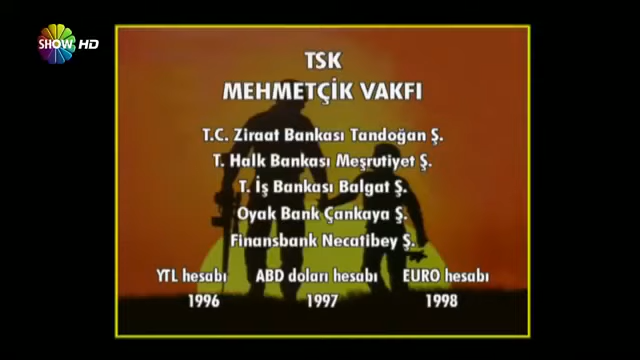 SHOW HD
TSK
MEHMETÇİK VAKFI
T.C. Ziraat Bankası Tandoğan Ş.
T. Halk Bankası Meşrutiyet Ş.
T. İş Bankası Balgat Ş.
Oyak Bank Çankaya Ş.
Finansbank Necatibey Ş.
YTL hesabı ABD doları hesabı EURO hesabı
1996 1997 1998